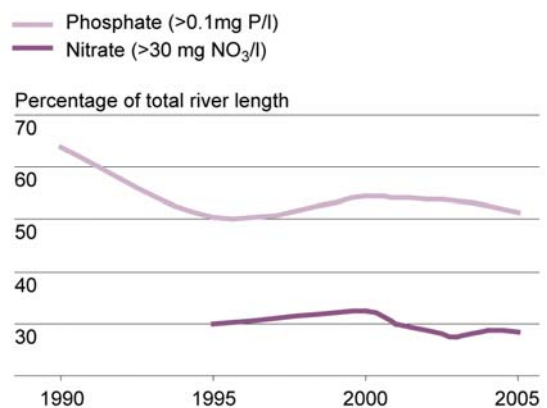 Phosphate (>0.1mg P/l)
Nitrate (>30 mg NO₃/l)
Percentage of total river length
70
60
50
40
30
1990 1995 2000 2005